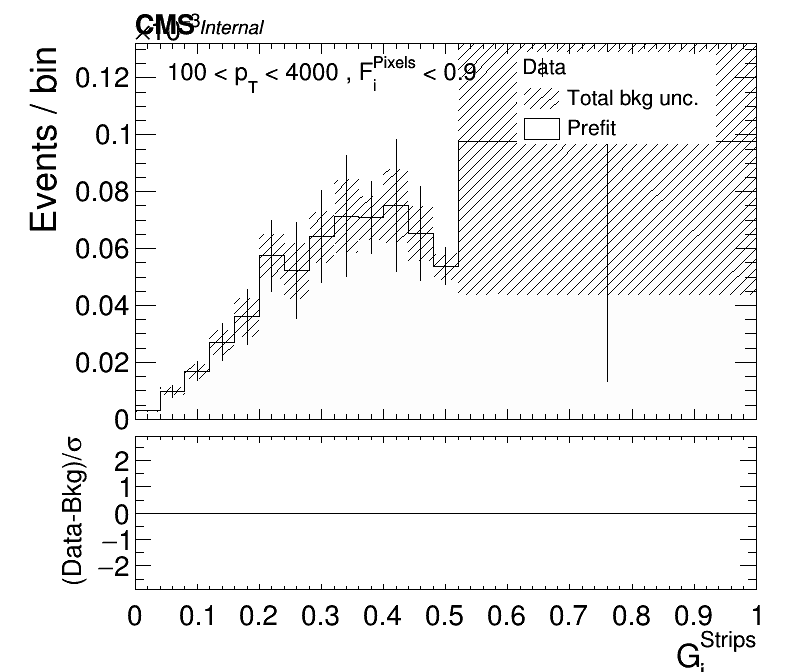 CMS Internal
×10³
Events / bin
100 < p_T < 4000 , F_i^Pixels < 0.9
Data
Total bkg unc.
Prefit
0.12
0.1
0.08
0.06
0.04
0.02
0
(Data-Bkg)/σ
2
1
0
−1
−2
0 0.1 0.2 0.3 0.4 0.5 0.6 0.7 0.8 0.9 1
G_i^Strips